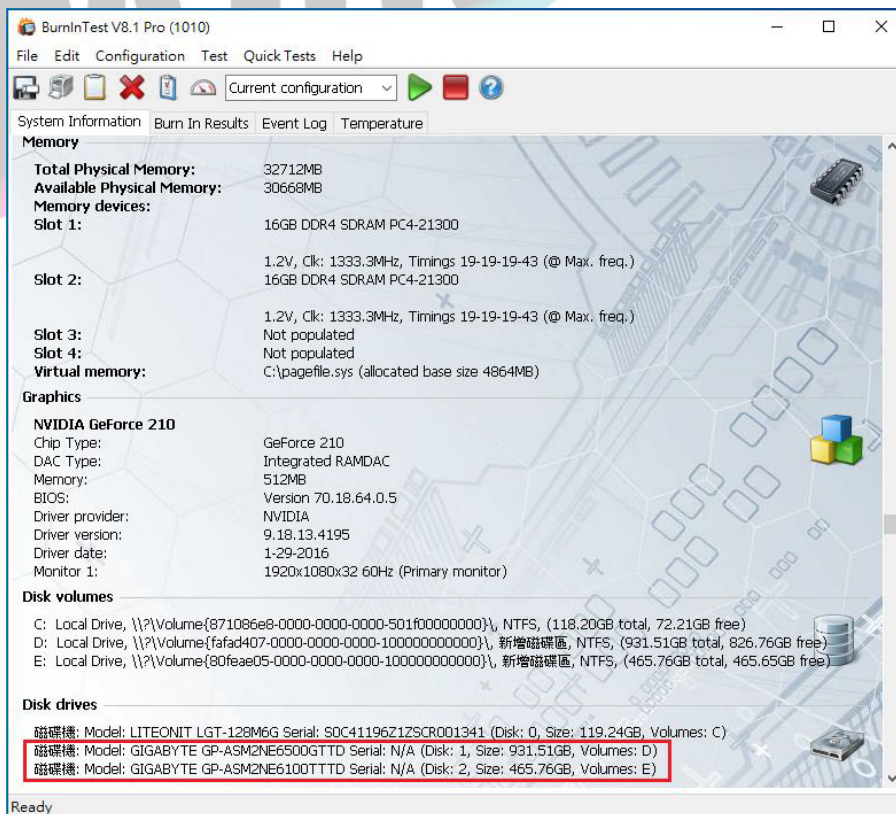 BurnInTest V8.1 Pro (1010)
File Edit Configuration Test Quick Tests Help
Current configuration
System Information Burn In Results Event Log Temperature
Memory
Total Physical Memory: 32712MB
Available Physical Memory: 30668MB
Memory devices:
Slot 1: 16GB DDR4 SDRAM PC4-21300
1.2V, Clk: 1333.3MHz, Timings 19-19-19-43 (@ Max. freq.)
Slot 2: 16GB DDR4 SDRAM PC4-21300
1.2V, Clk: 1333.3MHz, Timings 19-19-19-43 (@ Max. freq.)
Slot 3: Not populated
Slot 4: Not populated
Virtual memory: C:\pagefile.sys (allocated base size 4864MB)
Graphics
NVIDIA GeForce 210
Chip Type: GeForce 210
DAC Type: Integrated RAMDAC
Memory: 512MB
BIOS: Version 70.18.64.0.5
Driver provider: NVIDIA
Driver version: 9.18.13.4195
Driver date: 1-29-2016
Monitor 1: 1920x1080x32 60Hz (Primary monitor)
Disk volumes
C: Local Drive, \\?\Volume{871086e8-0000-0000-0000-501f00000000}\, NTFS, (118.20GB total, 72.21GB free)
D: Local Drive, \\?\Volume{fafad407-0000-0000-0000-100000000000}\, 新增磁碟區, NTFS, (931.51GB total, 826.76GB free)
E: Local Drive, \\?\Volume{80feae05-0000-0000-0000-100000000000}\, 新增磁碟區, NTFS, (465.76GB total, 465.65GB free)
Disk drives
磁碟機: Model: LITEONIT LGT-128M6G Serial: S0C41196Z1ZSCR001341 (Disk: 0, Size: 119.24GB, Volumes: C)
磁碟機: Model: GIGABYTE GP-ASM2NE6500GTTD Serial: N/A (Disk: 1, Size: 931.51GB, Volumes: D)
磁碟機: Model: GIGABYTE GP-ASM2NE6100TTTD Serial: N/A (Disk: 2, Size: 465.76GB, Volumes: E)
Ready